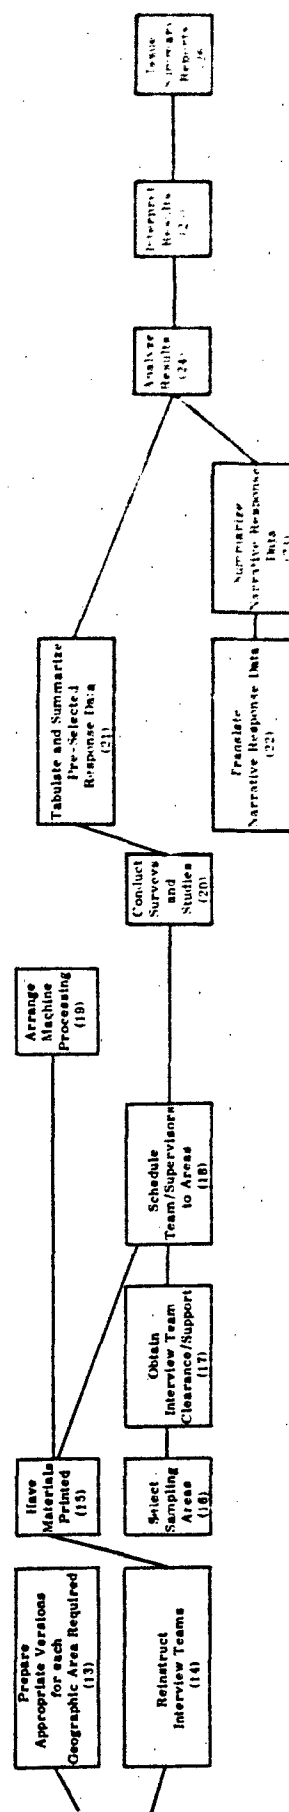 Prepare
Appropriate Versions
for each
Geographic Area Required
(13)
Reinstruct
Interview Teams
(14)
Have
Materials
Printed
(15)
Select
Sampling
Areas
(16)
Obtain
Interview Team
Clearance/Support
(17)
Schedule
Team/Supervisors
to Areas
(18)
Arrange
Machine
Processing
(19)
Conduct
Surveys
and
Studies
(20)
Tabulate and Summarize
Pre-Selected
Response Data
(21)
Translate
Narrative Response Data
(22)
Summarize
Narrative Response
Data
Analyze
Results
(24)
Interpret
Results
Issue
Summary
Reports